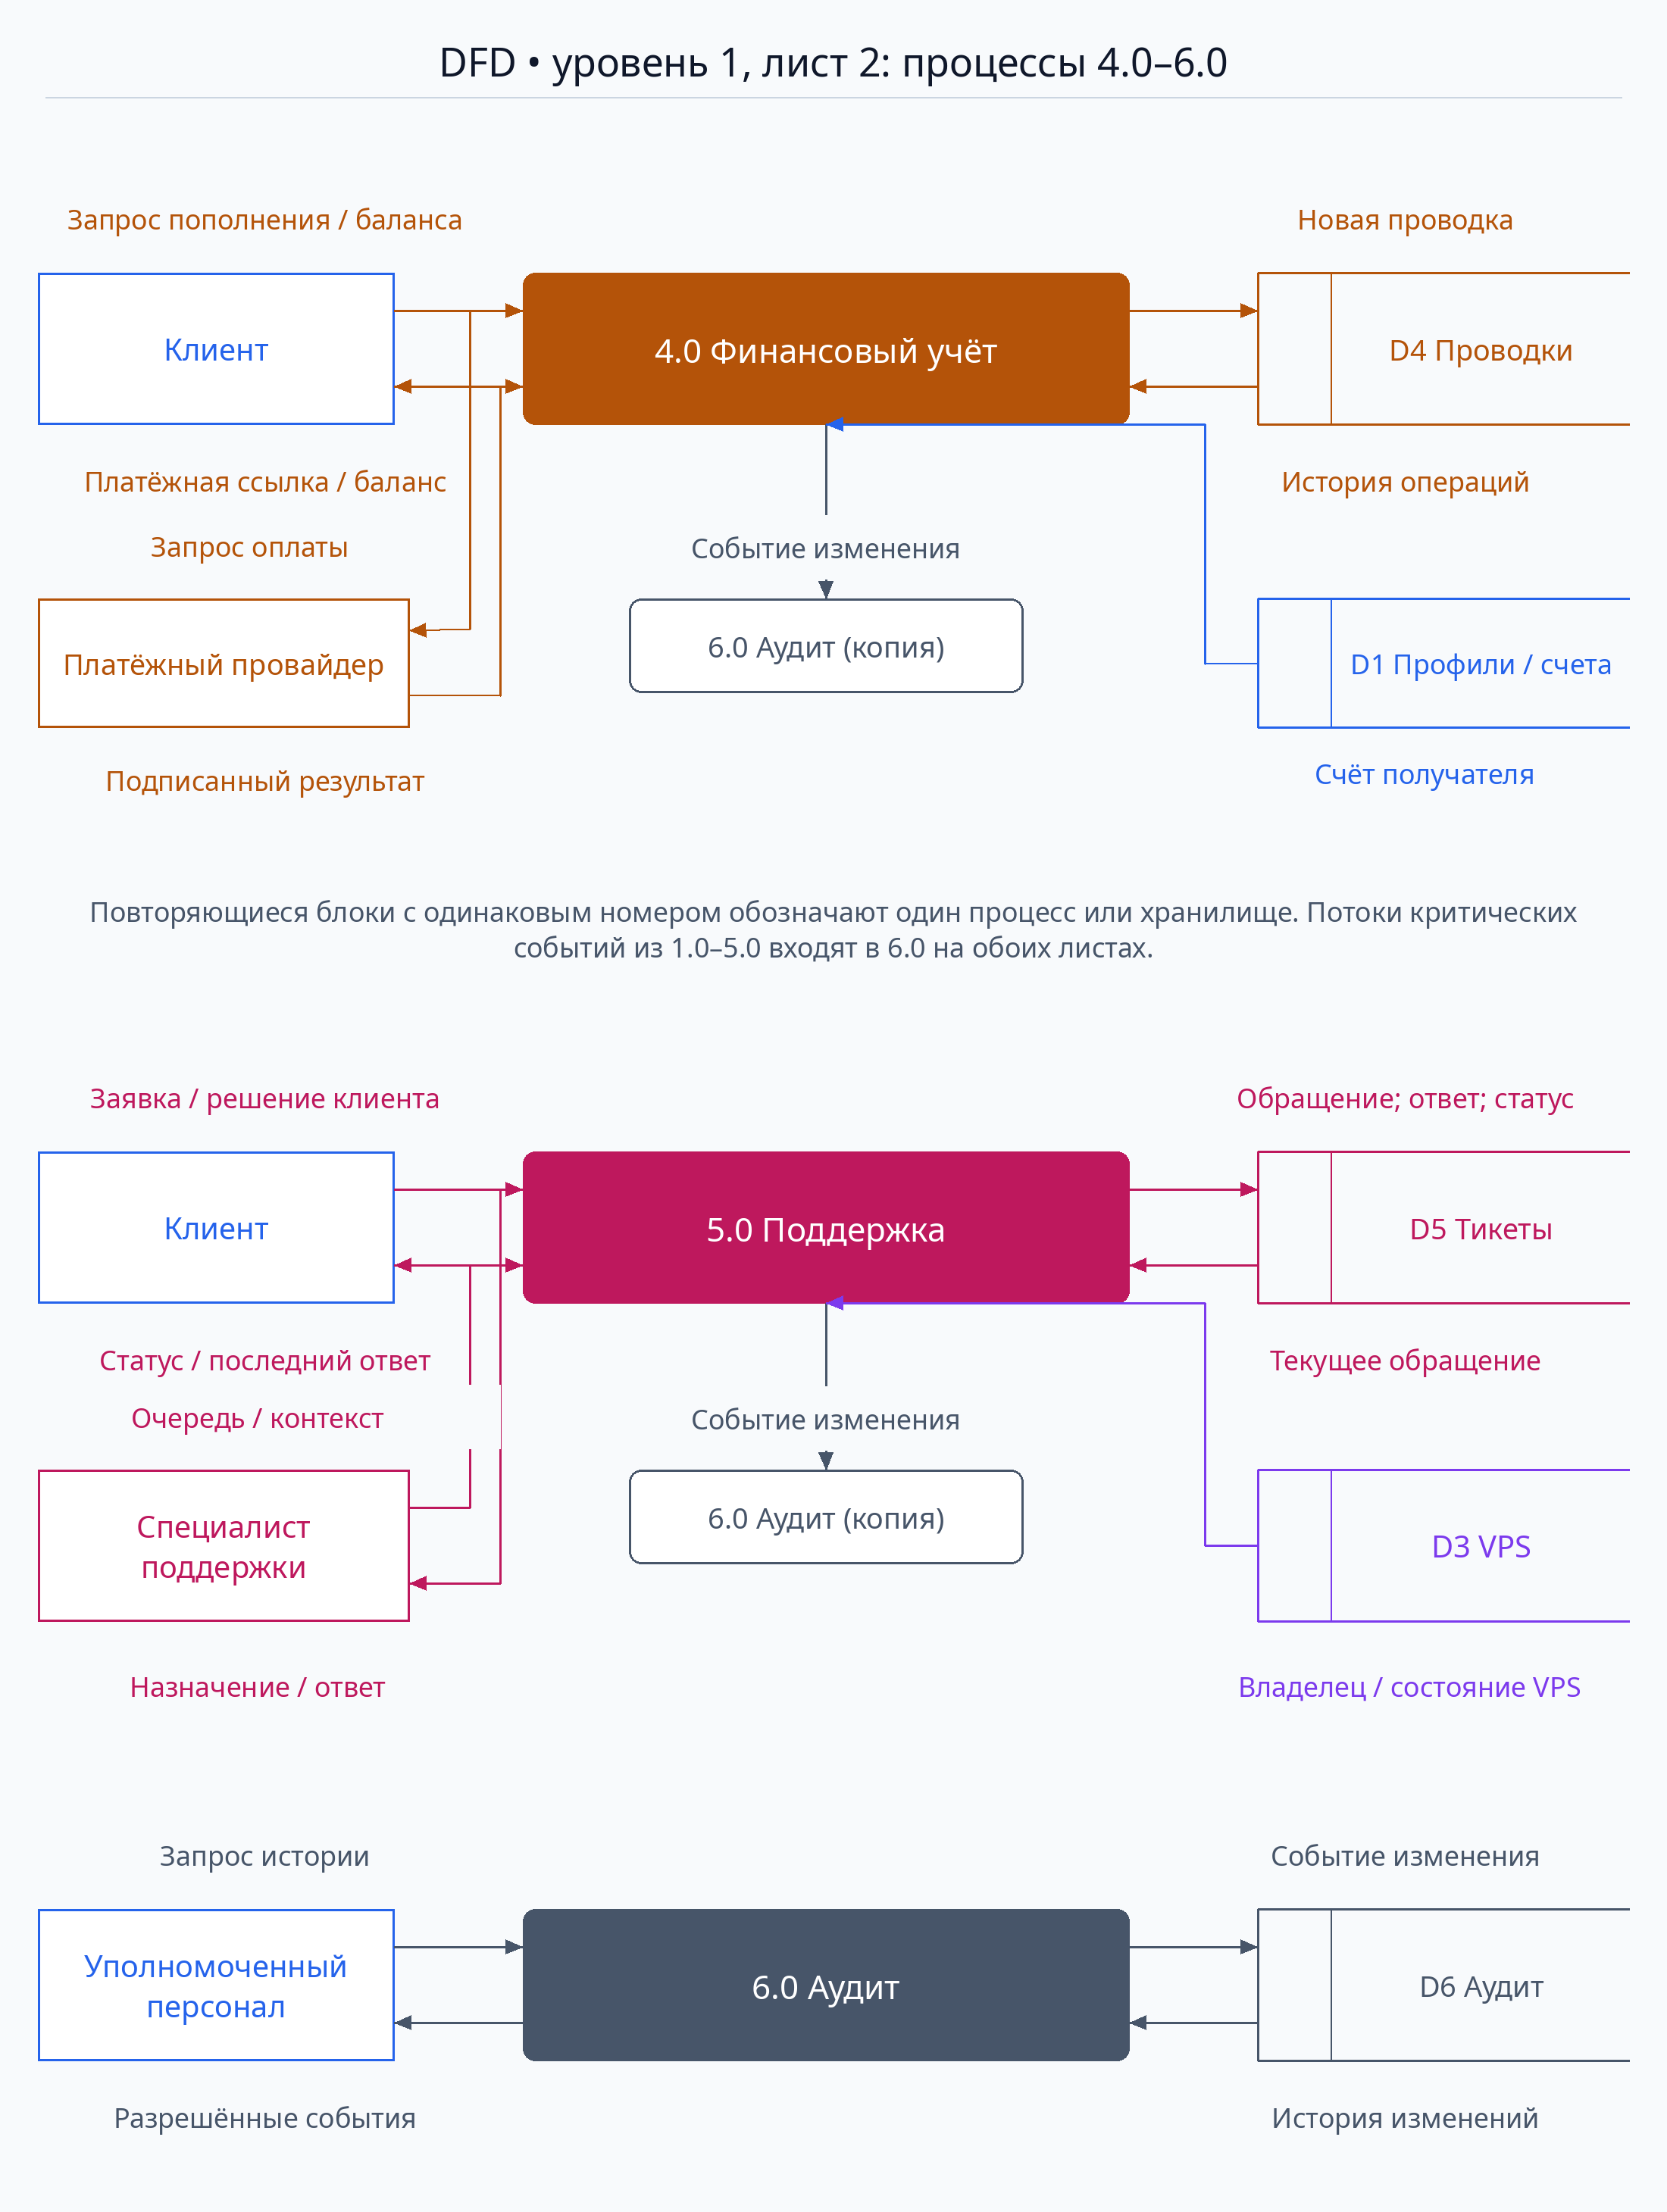 DFD • уровень 1, лист 2: процессы 4.0–6.0
Запрос пополнения / баланса
Новая проводка
Клиент
4.0 Финансовый учёт
D4 Проводки
Платёжная ссылка / баланс
История операций
Запрос оплаты
Событие изменения
Платёжный провайдер
6.0 Аудит (копия)
D1 Профили / счета
Подписанный результат
Счёт получателя
Повторяющиеся блоки с одинаковым номером обозначают один процесс или хранилище. Потоки критических
событий из 1.0–5.0 входят в 6.0 на обоих листах.
Заявка / решение клиента
Обращение; ответ; статус
Клиент
5.0 Поддержка
D5 Тикеты
Статус / последний ответ
Текущее обращение
Очередь / контекст
Событие изменения
Специалист
поддержки
6.0 Аудит (копия)
D3 VPS
Назначение / ответ
Владелец / состояние VPS
Запрос истории
Событие изменения
Уполномоченный
персонал
6.0 Аудит
D6 Аудит
Разрешённые события
История изменений